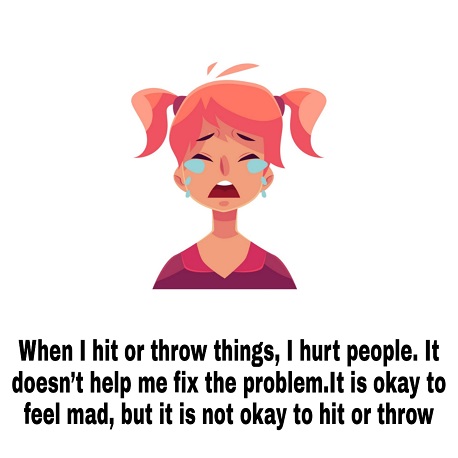 When I hit or throw things, I hurt people. It
doesn’t help me fix the problem.It is okay to
feel mad, but it is not okay to hit or throw